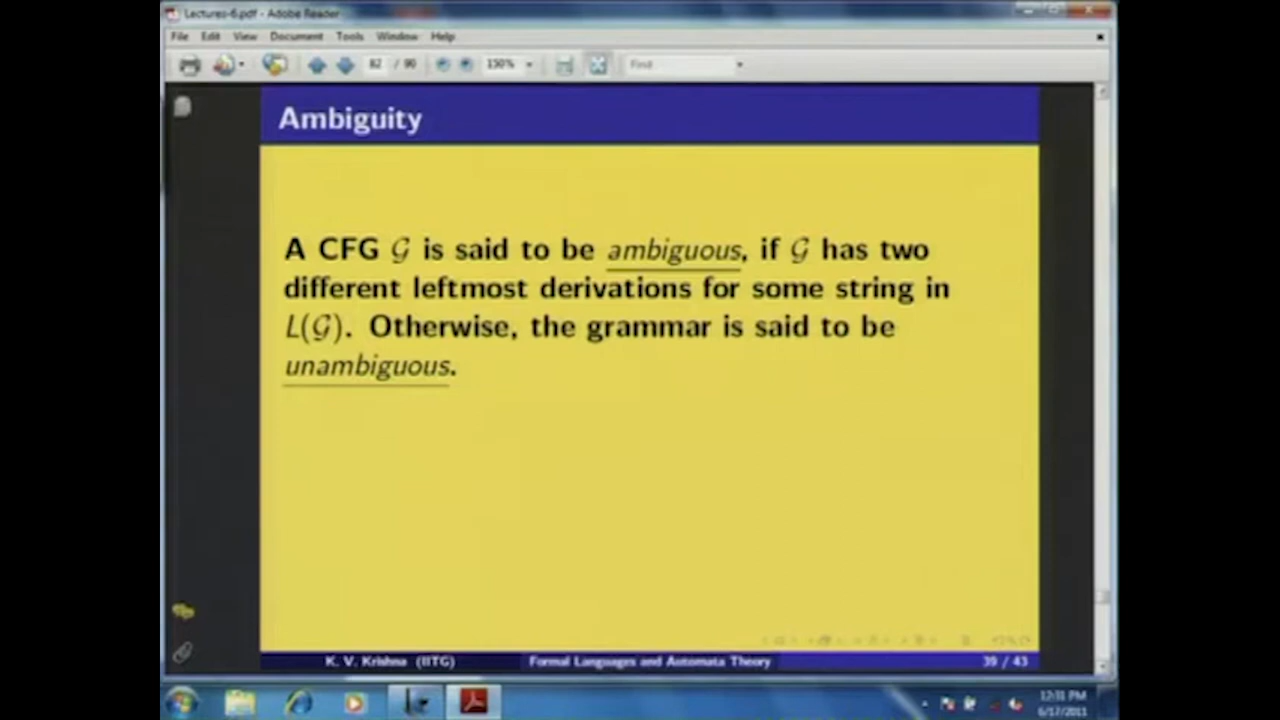 Lectures-6.pdf - Adobe Reader
File Edit View Document Tools Window Help
82 / 90 150% Find
Ambiguity
A CFG 𝒢 is said to be ambiguous, if 𝒢 has two
different leftmost derivations for some string in
L(𝒢). Otherwise, the grammar is said to be
unambiguous.
K. V. Krishna (IITG) Formal Languages and Automata Theory 39 / 43
12:31 PM
6/17/2011